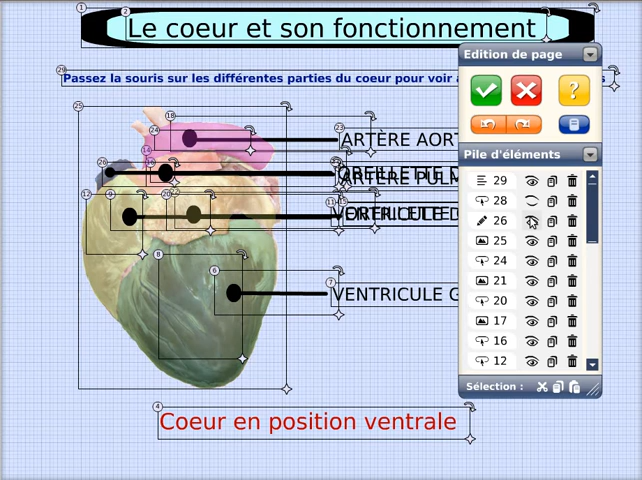 Le coeur et son fonctionnement
Edition de page
Passez la souris sur les différentes parties du coeur pour voir
ARTÈRE AORT
Pile d'éléments
29
28
26
25
24
21
20
17
16
12
VENTRICULE G
Sélection :
Coeur en position ventrale